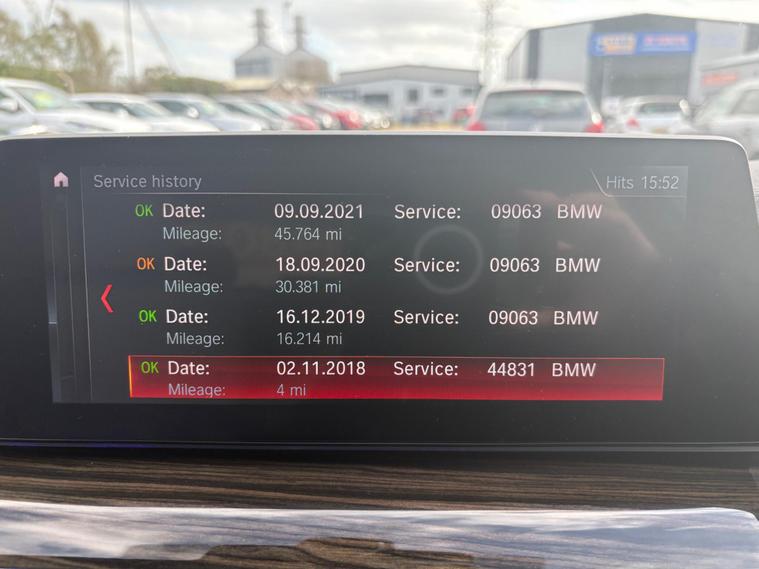 Service history
Hits 15:52
OK Date: 09.09.2021 Service: 09063 BMW
Mileage: 45.764 mi
OK Date: 18.09.2020 Service: 09063 BMW
Mileage: 30.381 mi
OK Date: 16.12.2019 Service: 09063 BMW
Mileage: 16.214 mi
OK Date: 02.11.2018 Service: 44831 BMW
Mileage: 4 mi